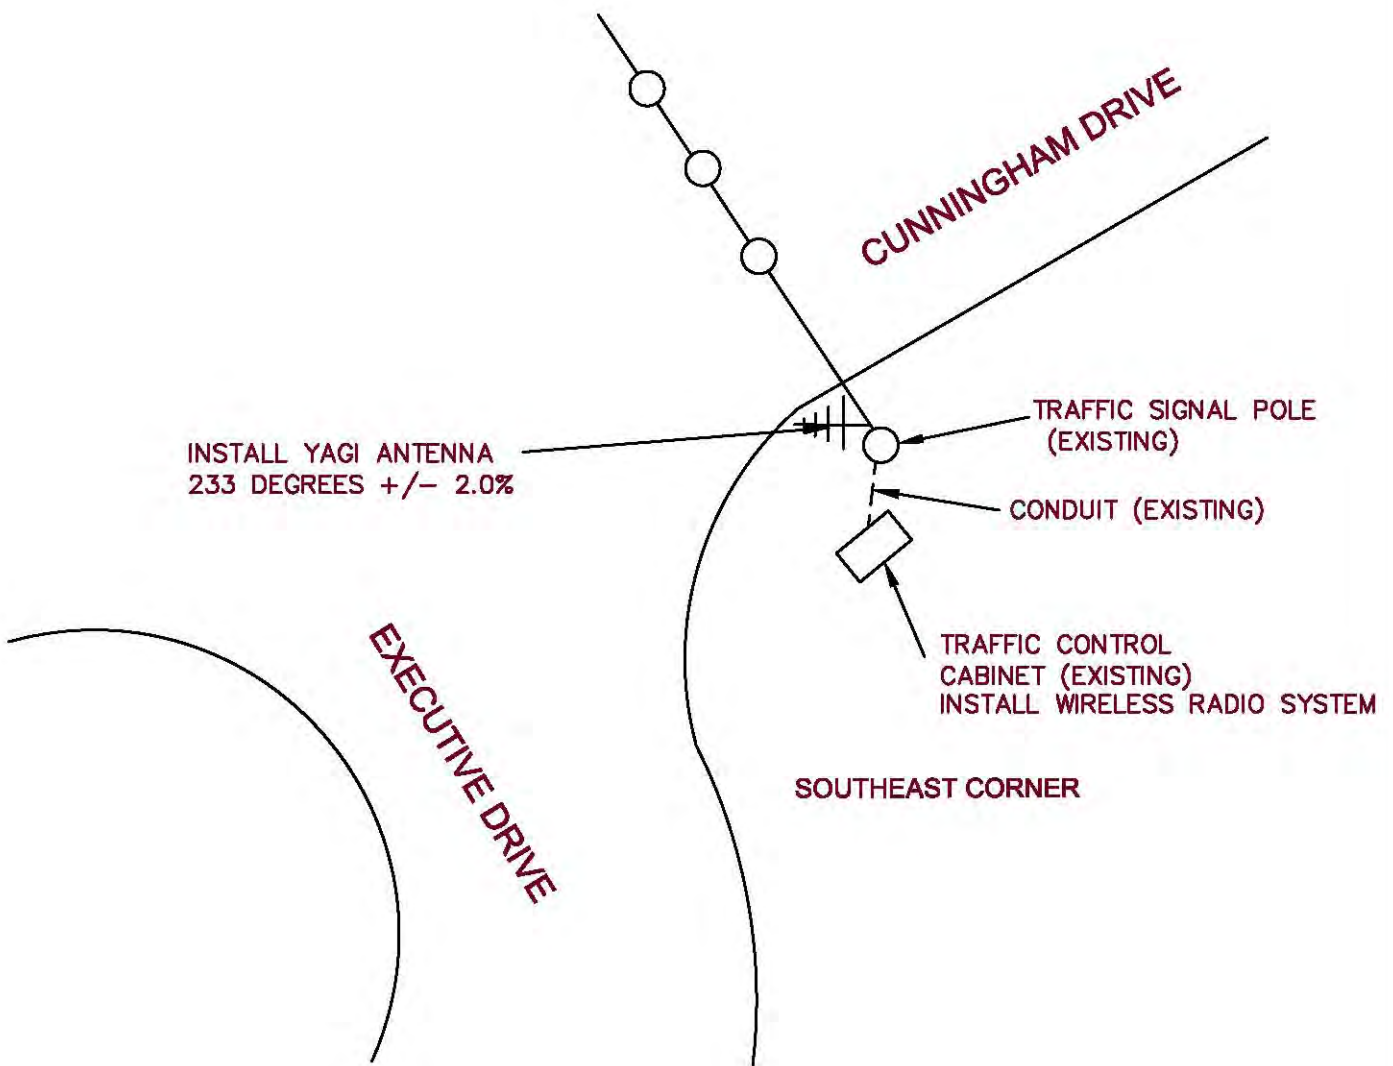 CUNNINGHAM DRIVE
TRAFFIC SIGNAL POLE
(EXISTING)
INSTALL YAGI ANTENNA
233 DEGREES +/- 2.0%
CONDUIT (EXISTING)
EXECUTIVE DRIVE
TRAFFIC CONTROL
CABINET (EXISTING)
INSTALL WIRELESS RADIO SYSTEM
SOUTHEAST CORNER